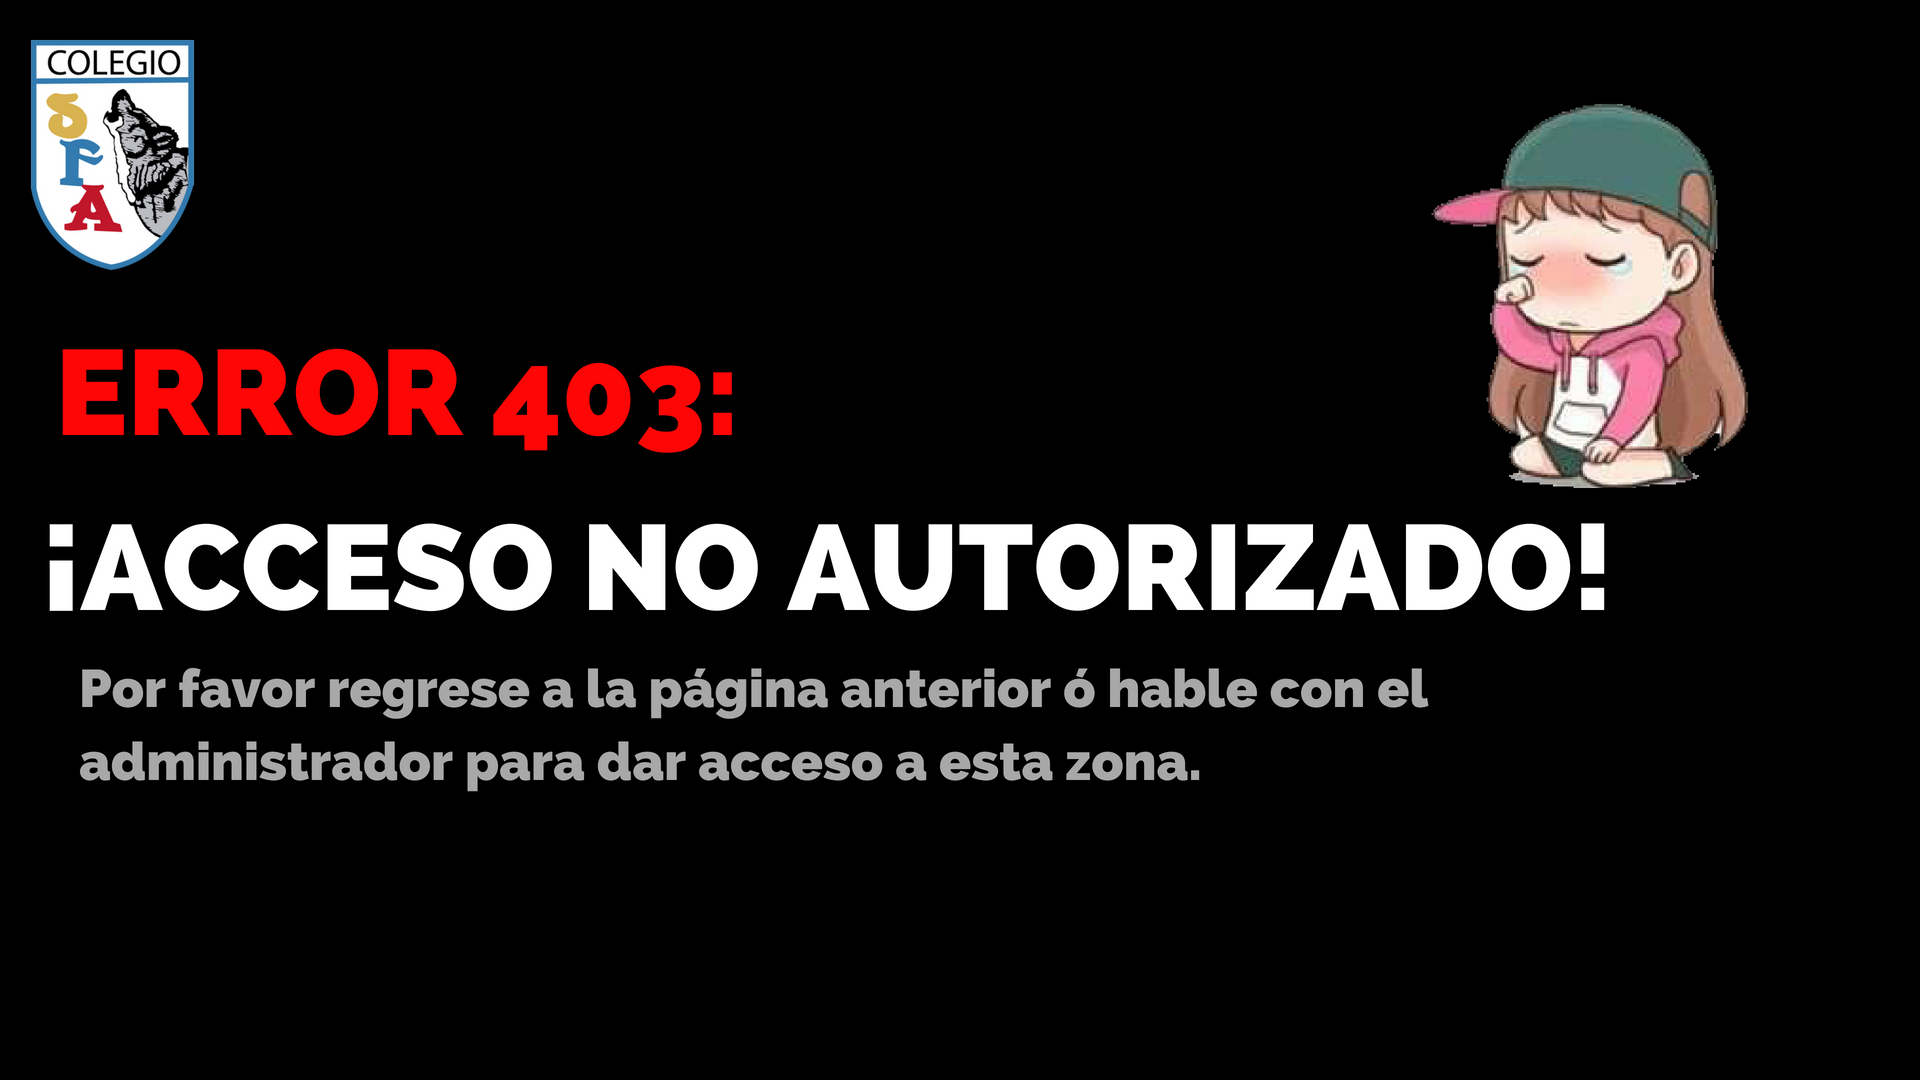 COLEGIO
S
F
A
ERROR 403:
¡ACCESO NO AUTORIZADO!
Por favor regrese a la página anterior ó hable con el
administrador para dar acceso a esta zona.